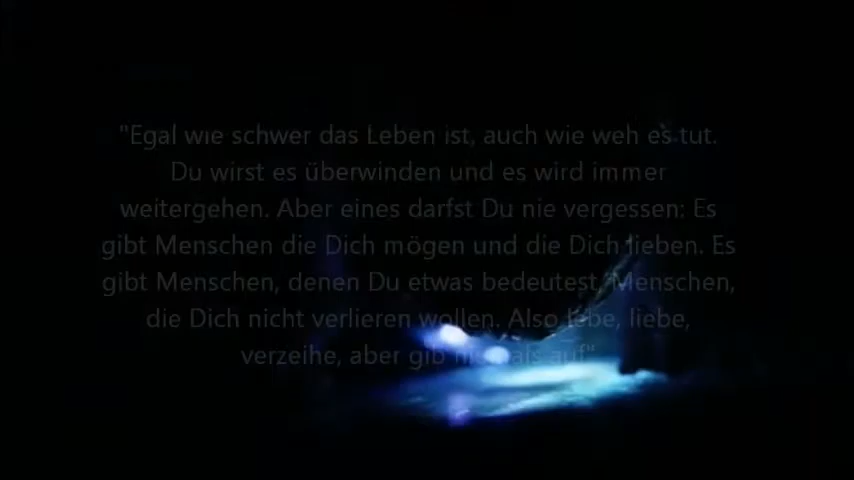 "Egal wie schwer das Leben ist, auch wie weh es tut.
Du wirst es überwinden und es wird immer
weitergehen. Aber eines darfst Du nie vergessen: Es
gibt Menschen die Dich mögen und die Dich lieben. Es
gibt Menschen, denen Du etwas bedeutest, Menschen,
die Dich nicht verlieren wollen. Also lebe, liebe,
verzeihe, aber gib niemals auf"